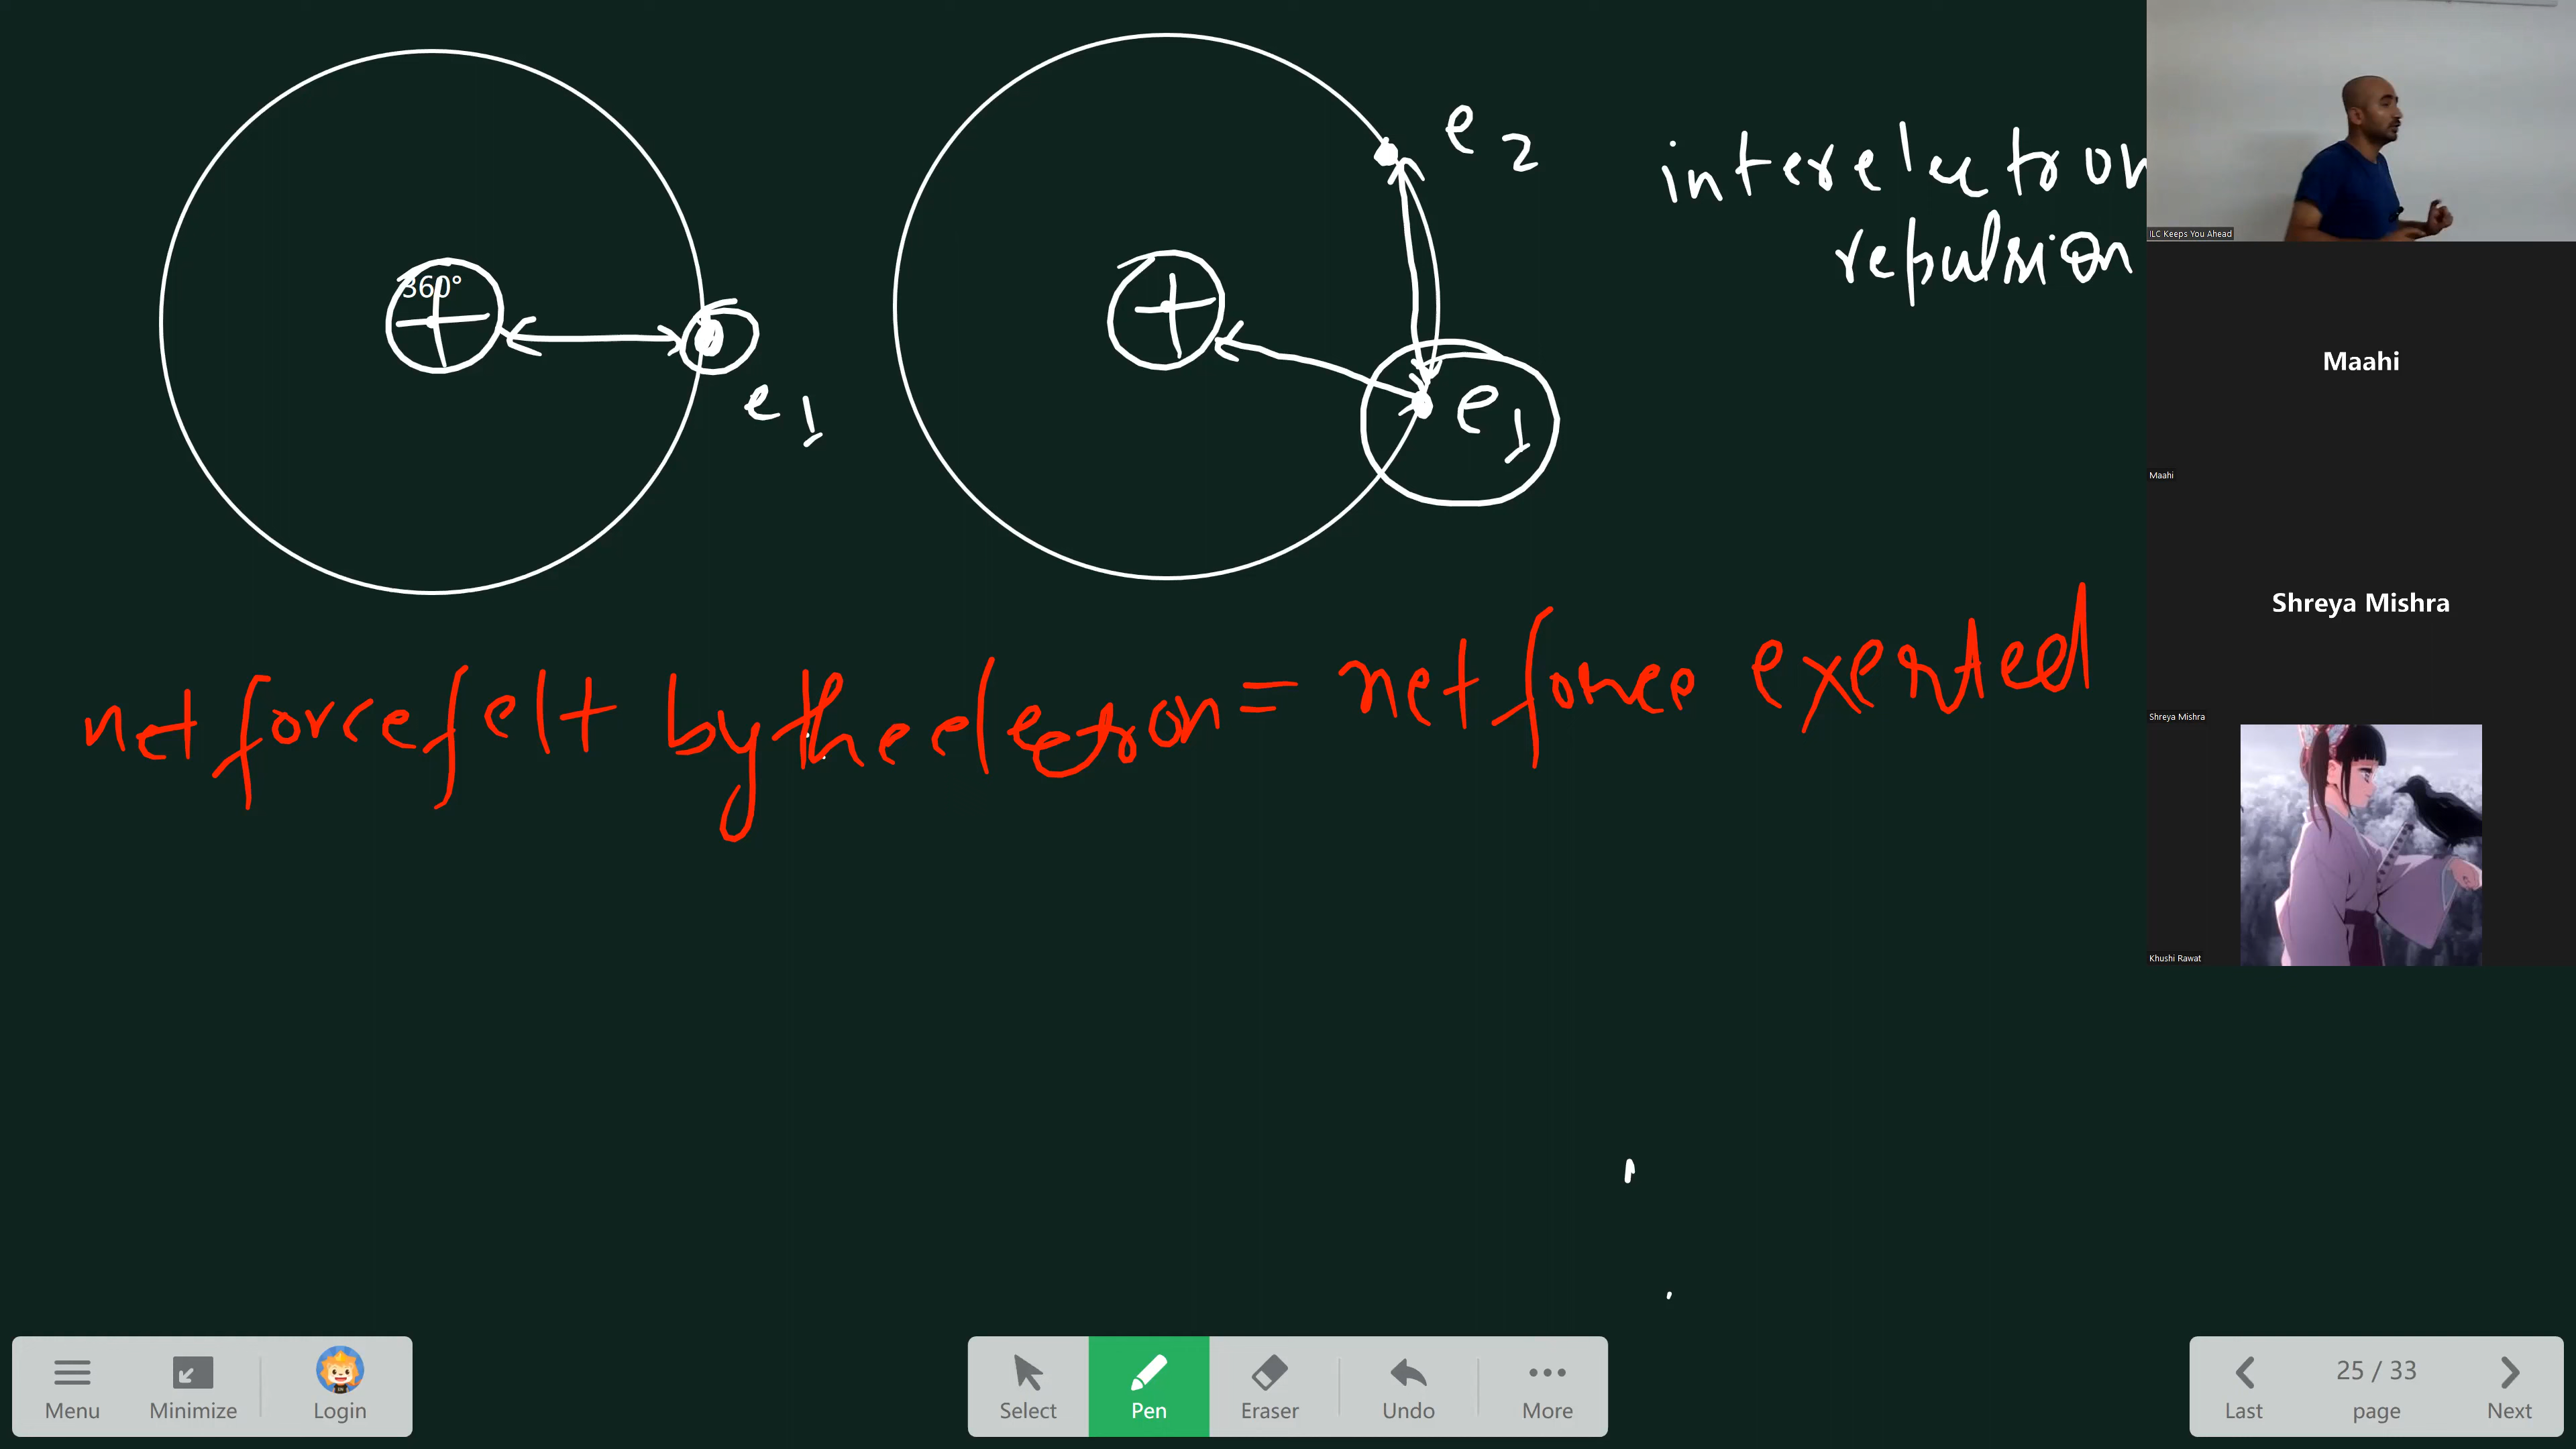 360°
e1
e2
e1
interelectron
repulsion
net force felt by the electron = net force exerted
ILC Keeps You Ahead
Maahi
Maahi
Shreya Mishra
Shreya Mishra
Khushi Rawat
Menu
Minimize
Login
Select
Pen
Eraser
Undo
More
Last
25 / 33
page
Next